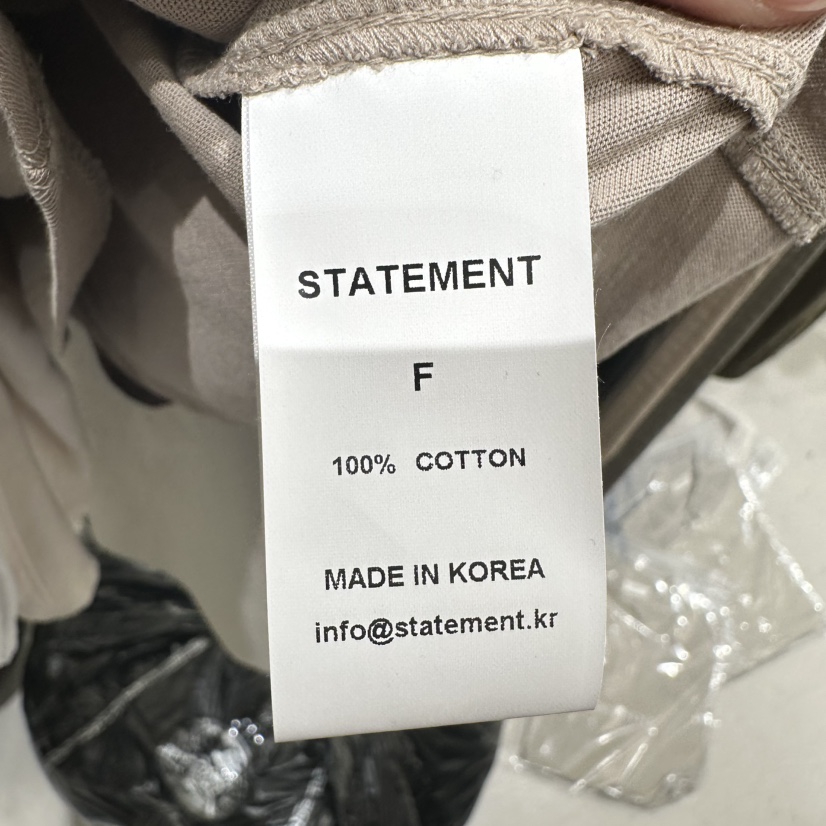 STATEMENT
F
100% COTTON
MADE IN KOREA
info@statement.kr